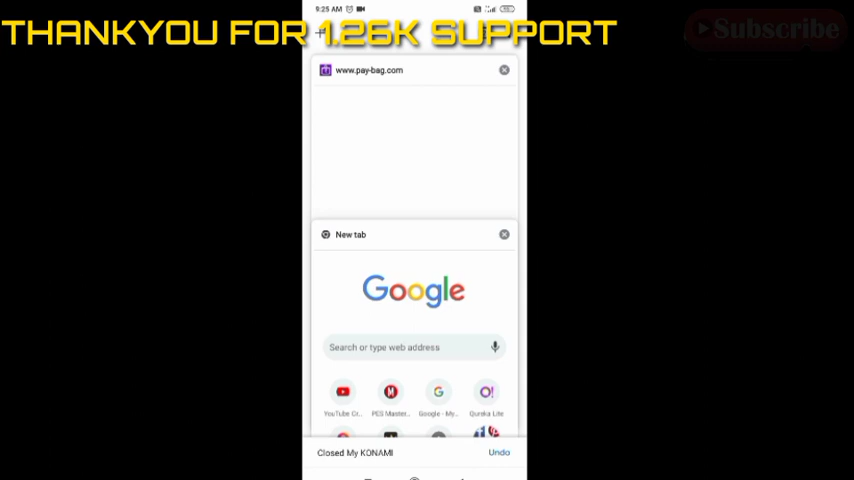 9:25 AM
THANKYOU FOR 1.26K SUPPORT
Subscribe
www.pay-bag.com
New tab
Google
Search or type web address
YouTube Cr... PES Master... Google - My... Qureka Lite
Closed My KONAMI Undo